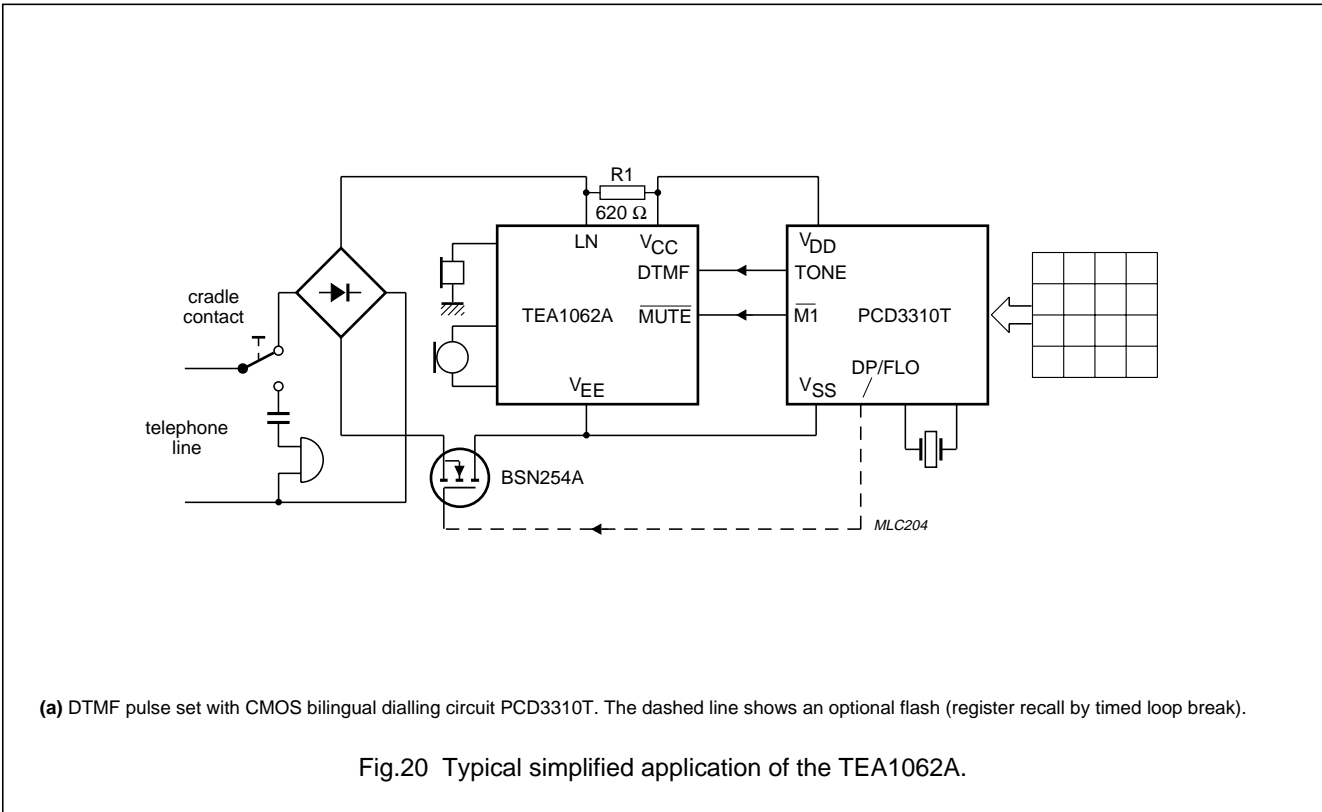 R1
620 Ω
LN
VCC
VDD
DTMF
TONE
cradle
contact
TEA1062A
MUTE
M1
PCD3310T
VEE
VSS
DP/FLO
telephone
line
BSN254A
MLC204
(a) DTMF pulse set with CMOS bilingual dialling circuit PCD3310T. The dashed line shows an optional flash (register recall by timed loop break).
Fig.20 Typical simplified application of the TEA1062A.